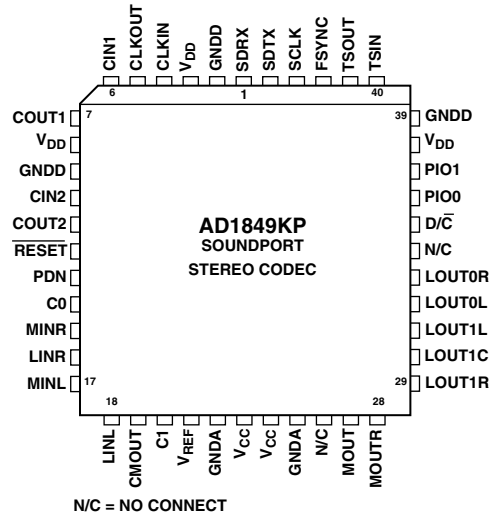 CIN1
CLKOUT
CLKIN
VDD
GNDD
SDRX
SDTX
SCLK
FSYNC
TSOUT
TSIN
6
1
40
COUT1
7
39
GNDD
VDD
VDD
GNDD
PIO1
CIN2
PIO0
COUT2
D/C̅
R̅E̅S̅E̅T̅
N/C
PDN
LOUT0R
C0
LOUT0L
MINR
LOUT1L
LINR
LOUT1C
MINL
17
29
LOUT1R
AD1849KP
SOUNDPORT
STEREO CODEC
18
28
LINL
CMOUT
C1
VREF
GNDA
VCC
VCC
GNDA
N/C
MOUT
MOUTR
N/C = NO CONNECT